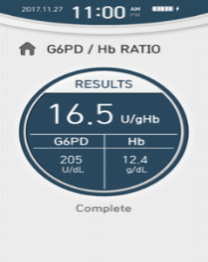 2017.11.27 11:00 AM PM
G6PD / Hb RATIO
RESULTS
16.5 U/gHb
G6PD Hb
205 12.4
U/dL g/dL
Complete